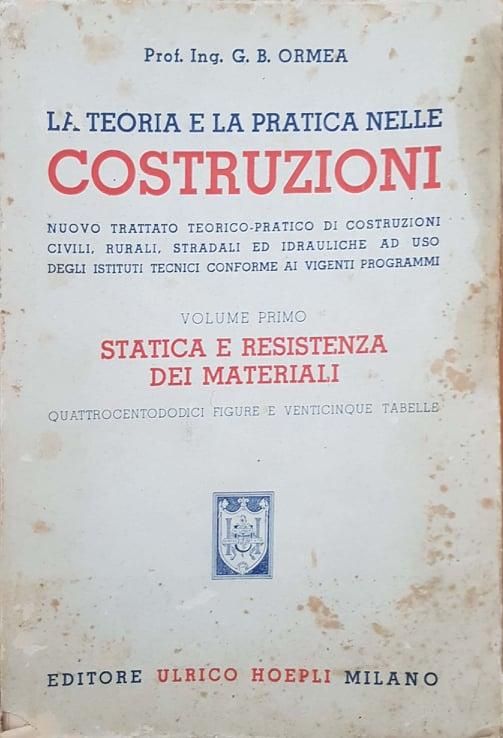 Prof. Ing. G. B. ORMEA
LA TEORIA E LA PRATICA NELLE
COSTRUZIONI
NUOVO TRATTATO TEORICO-PRATICO DI COSTRUZIONI
CIVILI, RURALI, STRADALI ED IDRAULICHE AD USO
DEGLI ISTITUTI TECNICI CONFORME AI VIGENTI PROGRAMMI
VOLUME PRIMO
STATICA E RESISTENZA
DEI MATERIALI
QUATTROCENTODODICI FIGURE E VENTICINQUE TABELLE
EDITORE ULRICO HOEPLI MILANO